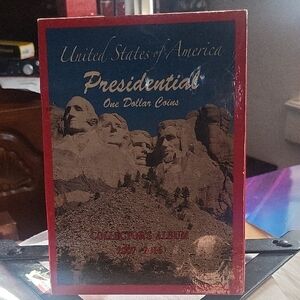 United States of America
Presidential
One Dollar Coins
COLLECTOR'S ALBUM